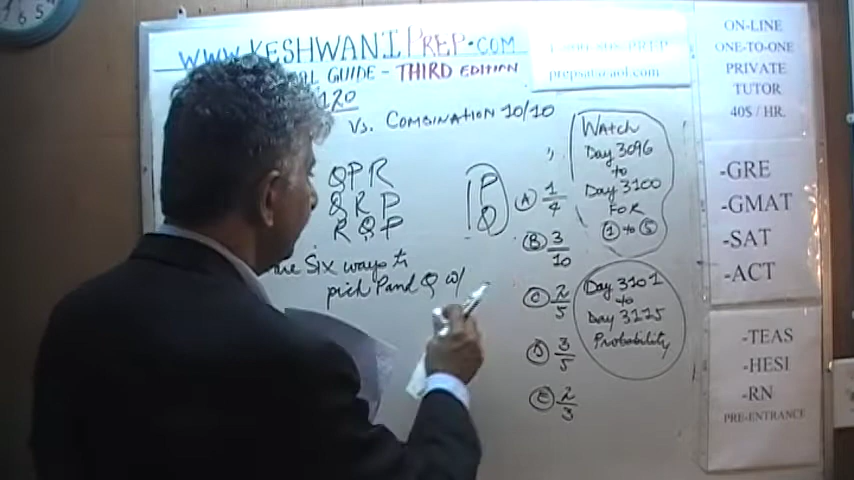 WWW.KESHWANIPREP.COM
GUIDE - THIRD EDITION
prepsat@aol.com
120
Vs. COMBINATION 10/10
QPR
QRP
RQP
Six ways to
pick P and Q w/
P
Q
(A) 1/4
(B) 3/10
(C) 2/5
(D) 3/5
(E) 2/3
WATCH
Day 3096
to
Day 3100
FOR
(1) to (5)
Day 3101
to
Day 3125
Probability
ON-LINE
ONE-TO-ONE
PRIVATE
TUTOR
40$ / HR.
-GRE
-GMAT
-SAT
-ACT
-TEAS
-HESI
-RN
PRE-ENTRANCE